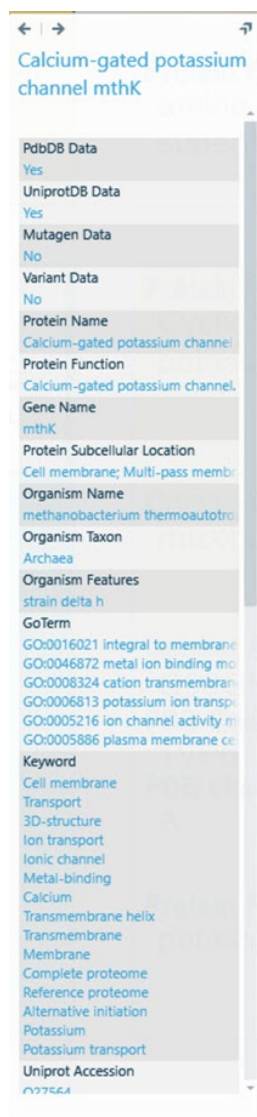 Calcium-gated potassium
channel mthK
PdbDB Data
Yes
UniprotDB Data
Yes
Mutagen Data
No
Variant Data
No
Protein Name
Calcium-gated potassium channel
Protein Function
Calcium-gated potassium channel.
Gene Name
mthK
Protein Subcellular Location
Cell membrane; Multi-pass membr
Organism Name
methanobacterium thermoautotro
Organism Taxon
Archaea
Organism Features
strain delta h
GoTerm
GO:0016021 integral to membrane
GO:0046872 metal ion binding mo
GO:0008324 cation transmembran
GO:0006813 potassium ion transpo
GO:0005216 ion channel activity m
GO:0005886 plasma membrane ce
Keyword
Cell membrane
Transport
3D-structure
Ion transport
Ionic channel
Metal-binding
Calcium
Transmembrane helix
Transmembrane
Membrane
Complete proteome
Reference proteome
Alternative initiation
Potassium
Potassium transport
Uniprot Accession
O27564